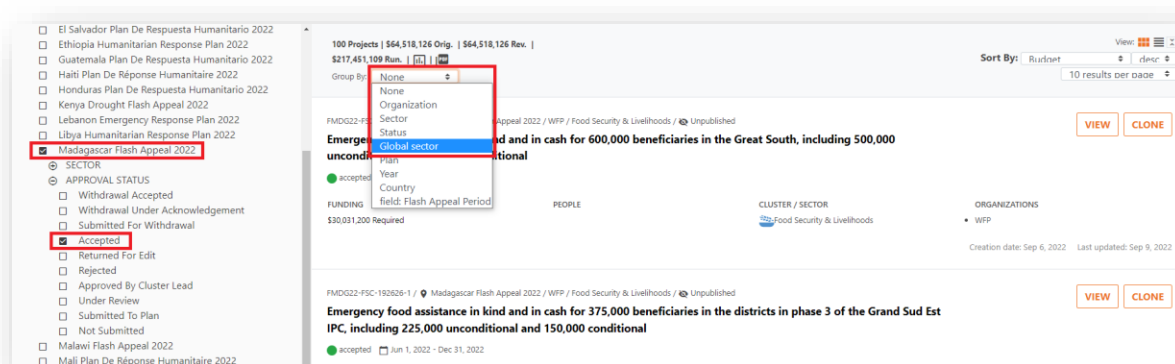 El Salvador Plan De Respuesta Humanitario 2022
Ethiopia Humanitarian Response Plan 2022
Guatemala Plan De Respuesta Humanitario 2022
Haiti Plan De Réponse Humanitaire 2022
Honduras Plan De Respuesta Humanitario 2022
Kenya Drought Flash Appeal 2022
Lebanon Emergency Response Plan 2022
Libya Humanitarian Response Plan 2022
Madagascar Flash Appeal 2022
SECTOR
APPROVAL STATUS
Withdrawal Accepted
Withdrawal Under Acknowledgement
Submitted For Withdrawal
Accepted
Returned For Edit
Rejected
Approved By Cluster Lead
Under Review
Submitted To Plan
Not Submitted
Malawi Flash Appeal 2022
Mali Plan De Réponse Humanitaire 2022
100 Projects | $64,518,126 Orig. | $64,518,126 Rev. |
$217,451,109 Run. |
Group By: None
None
Organization
Sector
Status
Global sector
Plan
Year
Country
field: Flash Appeal Period
View:
Sort By: Budget desc
10 results per page
Appeal 2022 / WFP / Food Security & Livelihoods / Unpublished
VIEW CLONE
and in cash for 600,000 beneficiaries in the Great South, including 500,000
accepted
FUNDING PEOPLE CLUSTER / SECTOR ORGANIZATIONS
$30,031,200 Required Food Security & Livelihoods • WFP
Creation date: Sep 6, 2022 Last updated: Sep 9, 2022
FMDG22-FSC-192626-1 / Madagascar Flash Appeal 2022 / WFP / Food Security & Livelihoods / Unpublished
VIEW CLONE
Emergency food assistance in kind and in cash for 375,000 beneficiaries in the districts in phase 3 of the Grand Sud Est
IPC, including 225,000 unconditional and 150,000 conditional
accepted Jun 1, 2022 - Dec 31, 2022